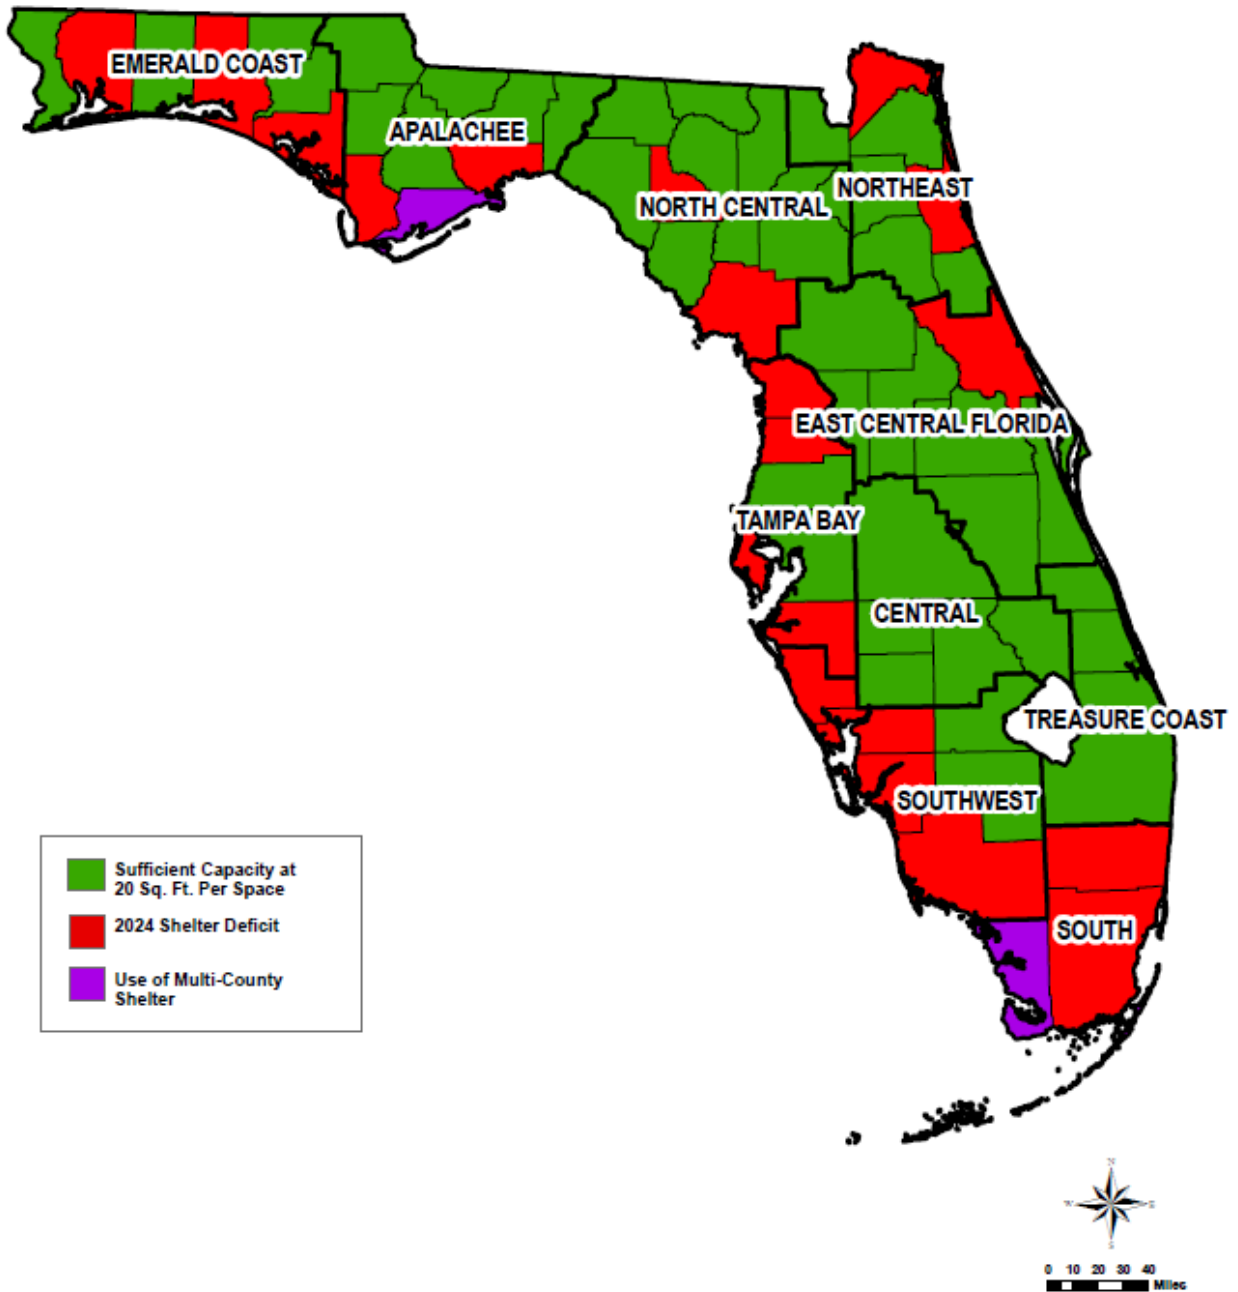 EMERALD COAST
APALACHEE
NORTHEAST
NORTH CENTRAL
EAST CENTRAL FLORIDA
TAMPA BAY
CENTRAL
TREASURE COAST
SOUTHWEST
SOUTH
Sufficient Capacity at
20 Sq. Ft. Per Space
2024 Shelter Deficit
Use of Multi-County
Shelter
N
W E
S
0 10 20 30 40
Miles